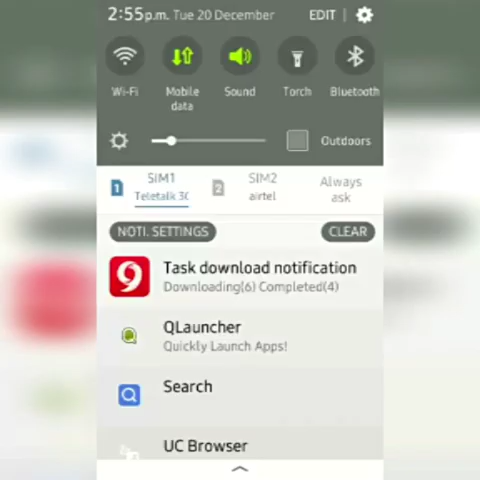 2:55p.m. Tue 20 December EDIT
Wi-Fi Mobile data Sound Torch Bluetooth
Outdoors
1 SIM1 Teletalk 3G
2 SIM2 airtel
Always ask
NOTI. SETTINGS CLEAR
Task download notification
Downloading(6) Completed(4)
QLauncher
Quickly Launch Apps!
Search
UC Browser